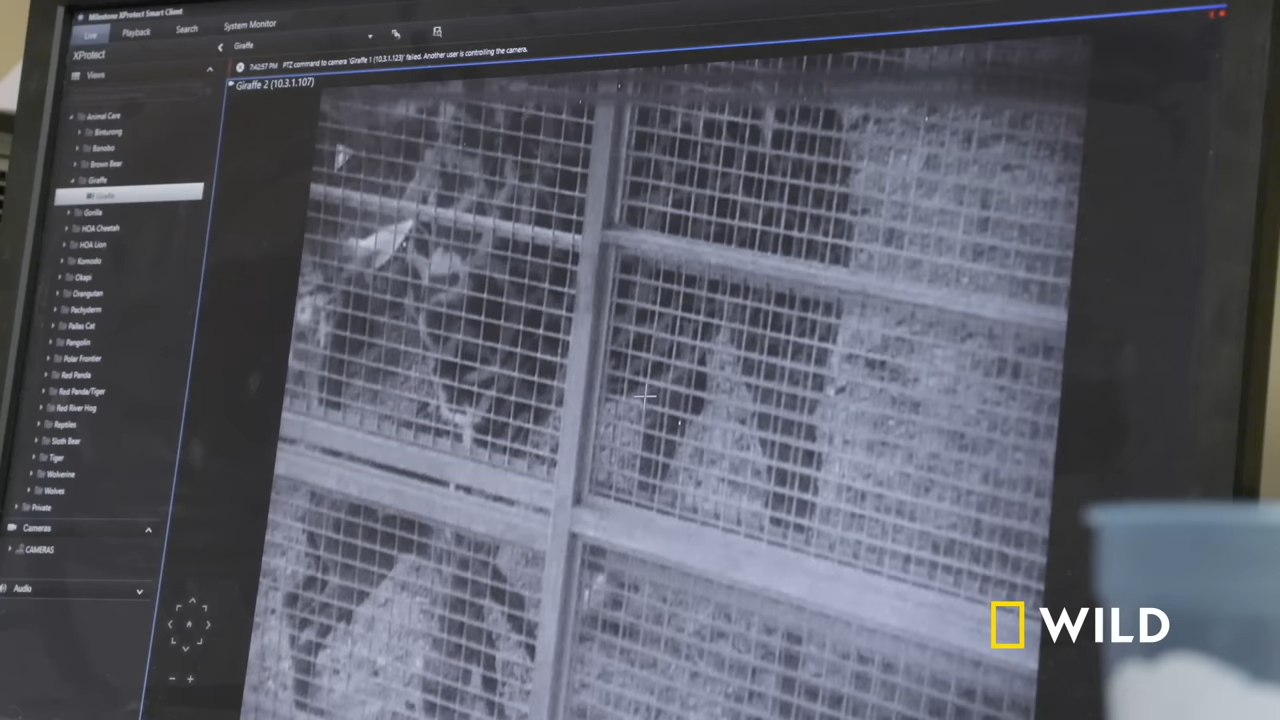 Milestone XProtect Smart Client
Live Playback Search System Monitor
XProtect
Giraffe
7:42:57 PM PTZ command to camera 'Giraffe 1 (10.3.1.123)' failed. Another user is controlling the camera.
Views
Giraffe 2 (10.3.1.107)
Animal Care
Binturong
Bonobo
Brown Bear
Giraffe
Giraffe
Gorilla
HOA Cheetah
HOA Lion
Komodo
Okapi
Orangutan
Pachyderm
Pallas Cat
Pangolin
Polar Frontier
Red Panda
Red Panda/Tiger
Red River Hog
Reptiles
Sloth Bear
Tiger
Wolverine
Wolves
Private
Cameras
CAMERAS
Audio
WILD